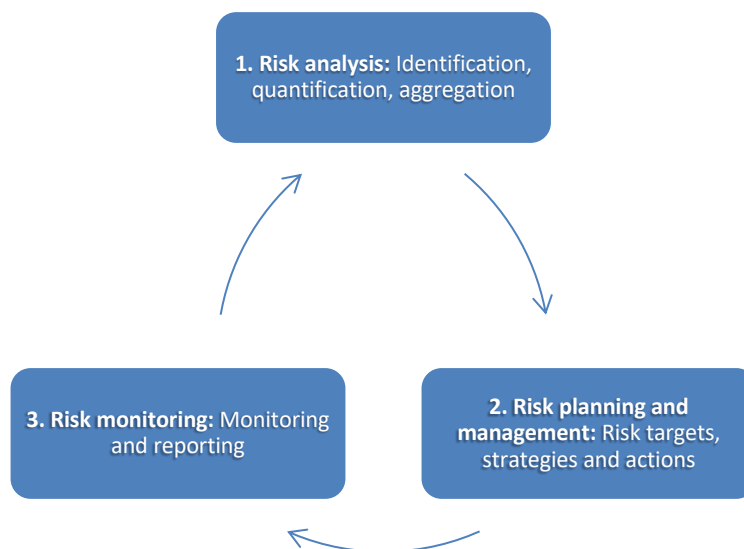 1. Risk analysis: Identification,
quantification, aggregation
3. Risk monitoring: Monitoring
and reporting
2. Risk planning and
management: Risk targets,
strategies and actions